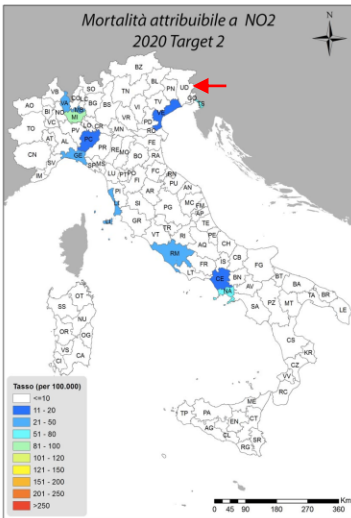 Mortalità attribuibile a NO2
2020 Target 2
N
BZ
SO
BL
PN
UD
VB
TN
GO
TS
AO
VA
CO
LC
BG
BS
VI
TV
VE
BI
NO
MI
VR
PD
VC
LO
CR
MN
RO
TO
PV
AT
AL
PC
PR
RE
MO
FE
CN
GE
SP
MS
BO
RA
SV
IM
LU
PT
PO
FC
RN
FI
PU
AN
PI
AR
LI
SI
PG
MC
FM
AP
GR
TE
TR
VT
RI
PE
AQ
CH
RM
FR
IS
CB
LT
FG
CE
BN
BT
NA
AV
BA
SA
PZ
MT
TA
BR
LE
SS
OT
NU
OR
OG
VS
CI
CA
CS
KR
CZ
VV
RC
ME
TP
PA
EN
CT
AG
CL
SR
RG
Tasso (per 100.000)
<=10
11 - 20
21 - 50
51 - 80
81 - 100
101 - 120
121 - 150
151 - 200
201 - 250
>250
Km
0 45 90 180 270 360